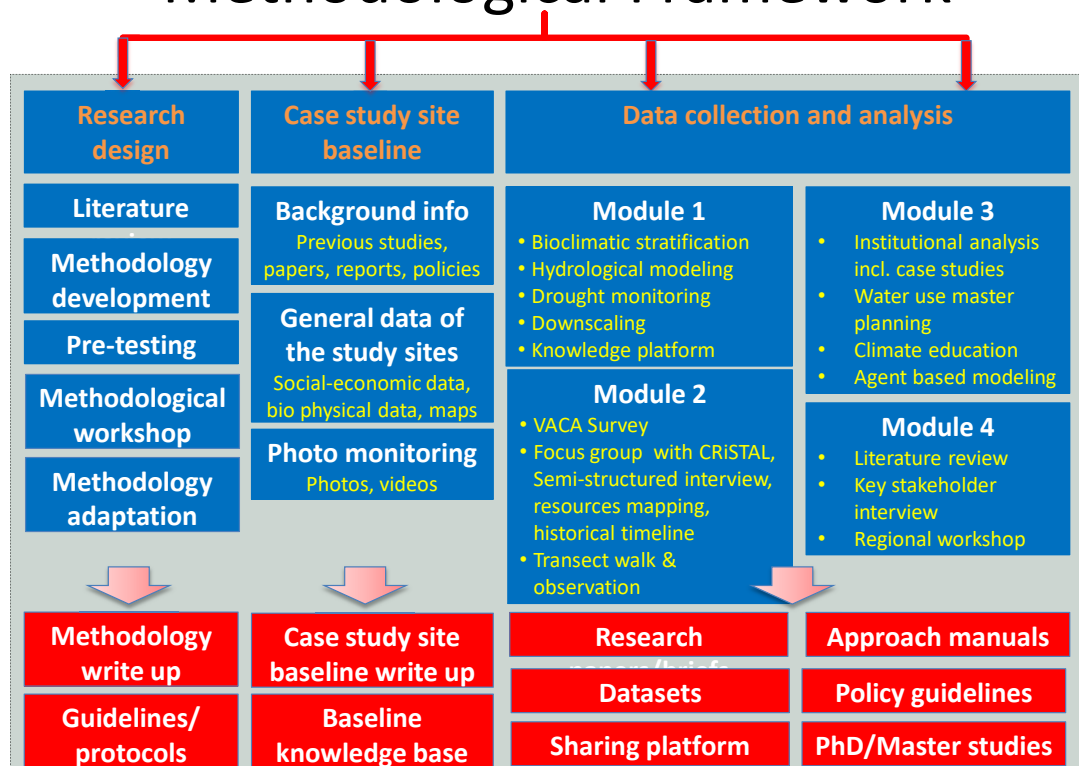 Methodological Framework
Research
design
Case study site
baseline
Data collection and analysis
Literature
Methodology
development
Pre-testing
Methodological
workshop
Methodology
adaptation
Background info
Previous studies,
papers, reports, policies
General data of
the study sites
Social-economic data,
bio physical data, maps
Photo monitoring
Photos, videos
Module 1
• Bioclimatic stratification
• Hydrological modeling
• Drought monitoring
• Downscaling
• Knowledge platform
Module 2
• VACA Survey
• Focus group with CRiSTAL,
Semi-structured interview,
resources mapping,
historical timeline
• Transect walk &
observation
Module 3
• Institutional analysis
incl. case studies
• Water use master
planning
• Climate education
• Agent based modeling
Module 4
• Literature review
• Key stakeholder
interview
• Regional workshop
Methodology
write up
Guidelines/
protocols
Case study site
baseline write up
Baseline
knowledge base
Research
papers/briefs
Datasets
Sharing platform
Approach manuals
Policy guidelines
PhD/Master studies